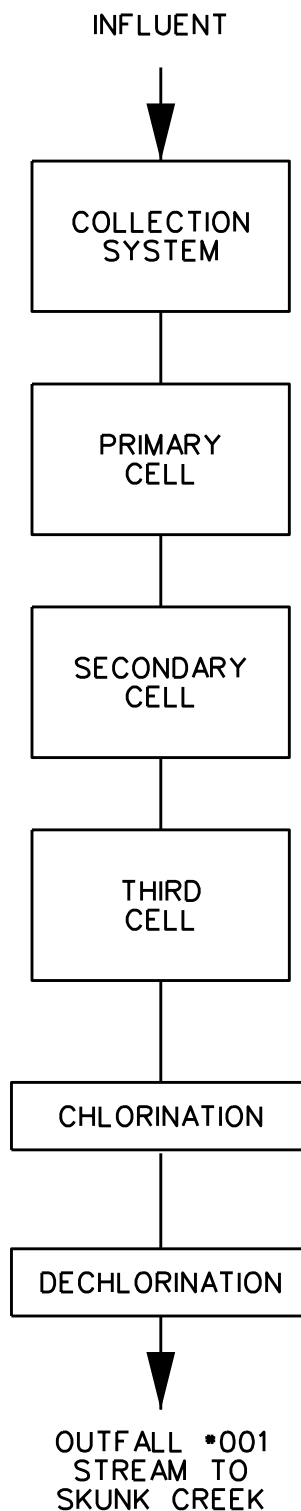 INFLUENT
COLLECTION
SYSTEM
PRIMARY
CELL
SECONDARY
CELL
THIRD
CELL
CHLORINATION
DECHLORINATION
OUTFALL *001
STREAM TO
SKUNK CREEK